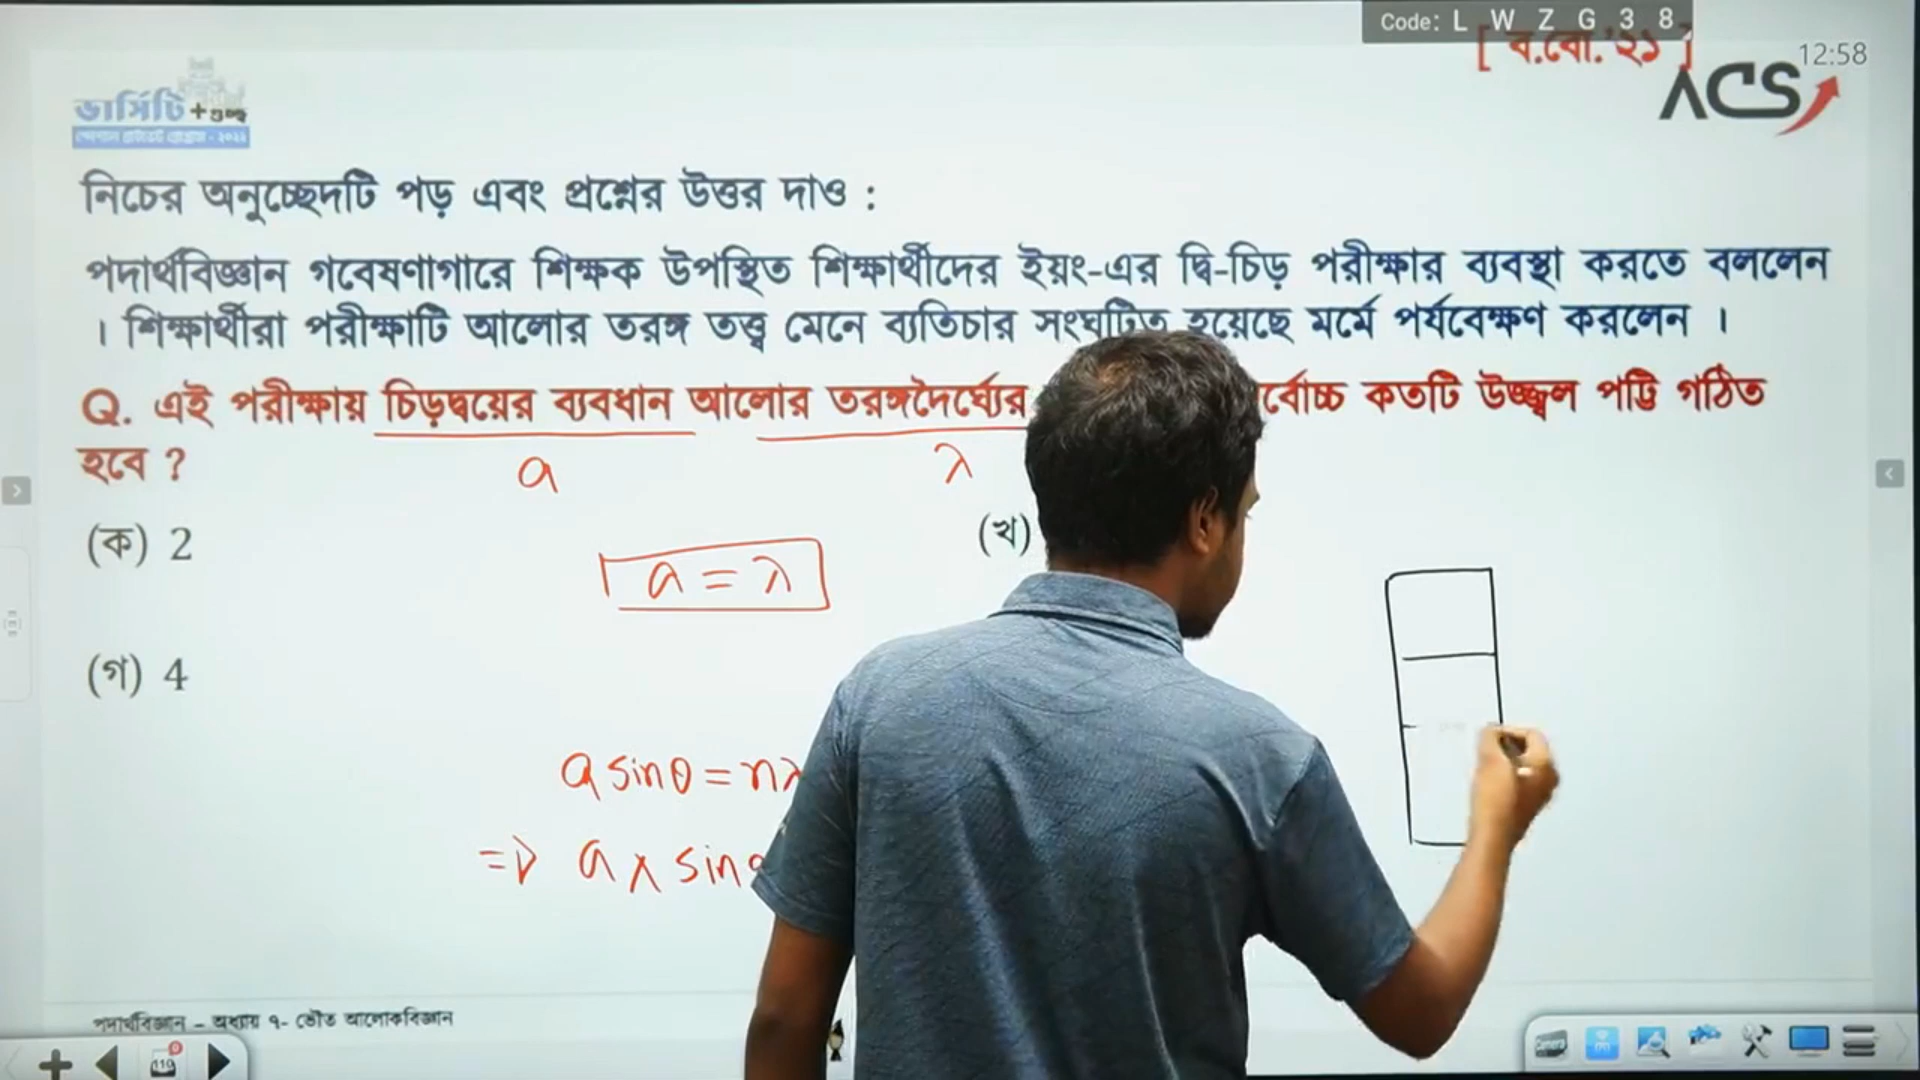 Code: L W Z G 3 8
[ ব.বো.'২১ ]
12:58
ACS
ভার্সিটি + গুচ্ছ
নিচের অনুচ্ছেদটি পড় এবং প্রশ্নের উত্তর দাও :
পদার্থবিজ্ঞান গবেষণাগারে শিক্ষক উপস্থিত শিক্ষার্থীদের ইয়ং-এর দ্বি-চিড় পরীক্ষার ব্যবস্থা করতে বললেন
। শিক্ষার্থীরা পরীক্ষাটি আলোর তরঙ্গ তত্ত্ব মেনে ব্যতিচার সংঘটিত হয়েছে মর্মে পর্যবেক্ষণ করলেন ।
Q. এই পরীক্ষায় চিড়দ্বয়ের ব্যবধান আলোর তরঙ্গদৈর্ঘ্যের কতটি উজ্জ্বল পট্টি গঠিত
হবে ?
a λ
(ক) 2
(খ)
a = λ
(গ) 4
a sinθ = nλ
=> a x sin
পদার্থবিজ্ঞান – অধ্যায় ৭- ভৌত আলোকবিজ্ঞান
110
0
Camera